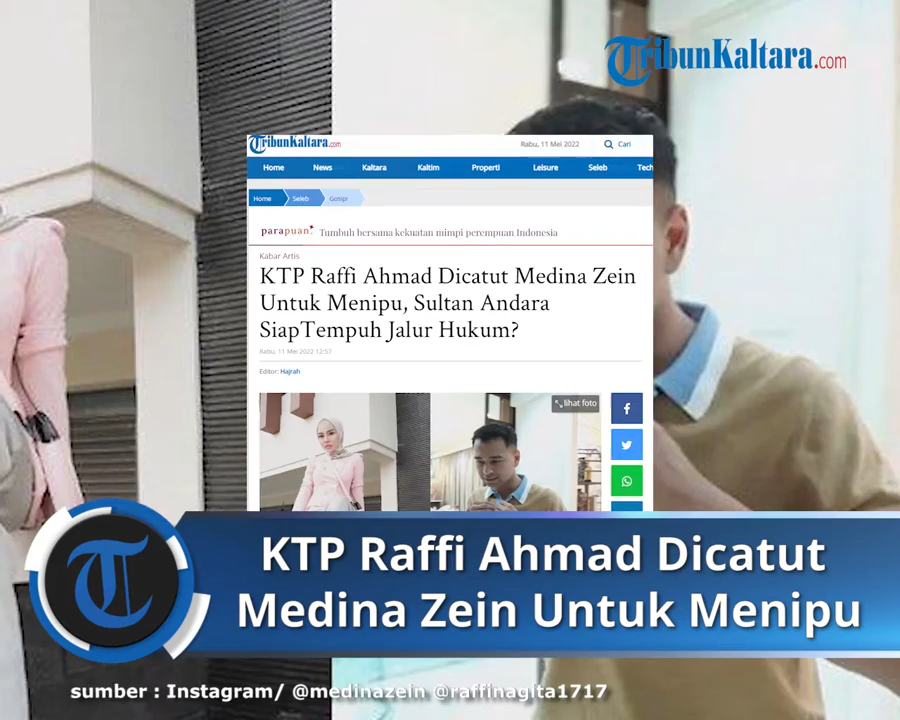 TribunKaltara.com
TribunKaltara.com
Rabu, 11 Mei 2022
Cari
Home News Kaltara Kaltim Properti Leisure Seleb Tech
Home Seleb Gosip
parapuan. Tumbuh bersama kekuatan mimpi perempuan Indonesia
Kabar Artis
KTP Raffi Ahmad Dicatut Medina Zein
Untuk Menipu, Sultan Andara
SiapTempuh Jalur Hukum?
Rabu, 11 Mei 2022 12:57
Editor: Hajrah
lihat foto
KTP Raffi Ahmad Dicatut
Medina Zein Untuk Menipu
sumber : Instagram/ @medinazein @raffinagita1717